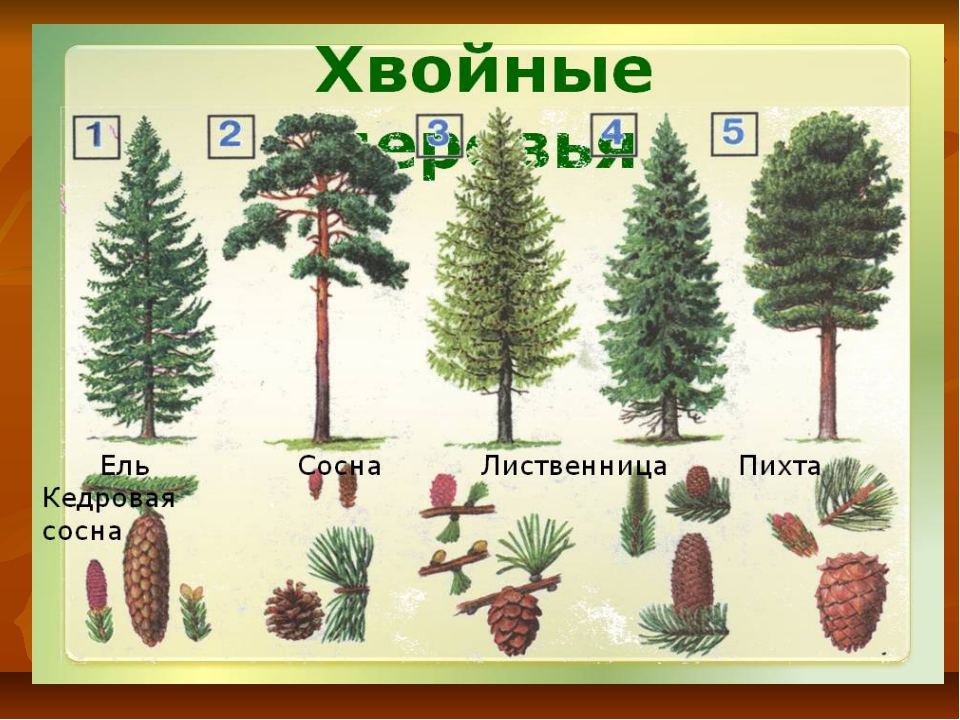 Хвойные
1 2 3 4 5
Ель Сосна Лиственница Пихта
Кедровая
сосна